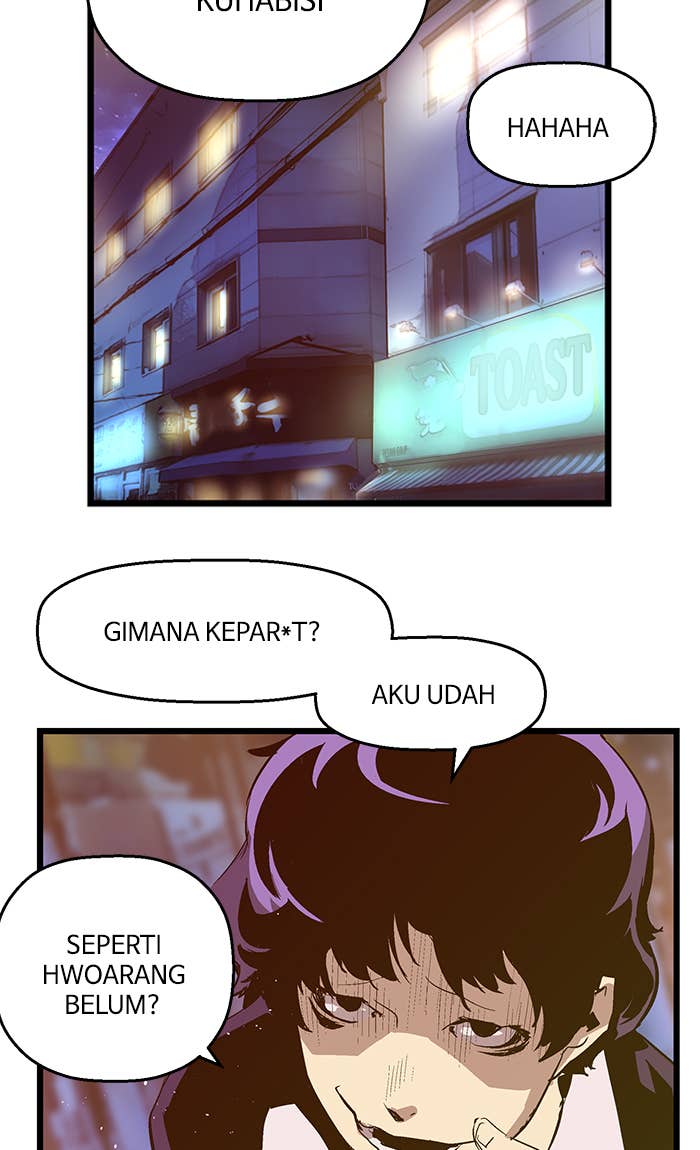 KUHABISI
HAHAHA
TOAST
GIMANA KEPAR*T?
AKU UDAH
SEPERTI
HWOARANG
BELUM?